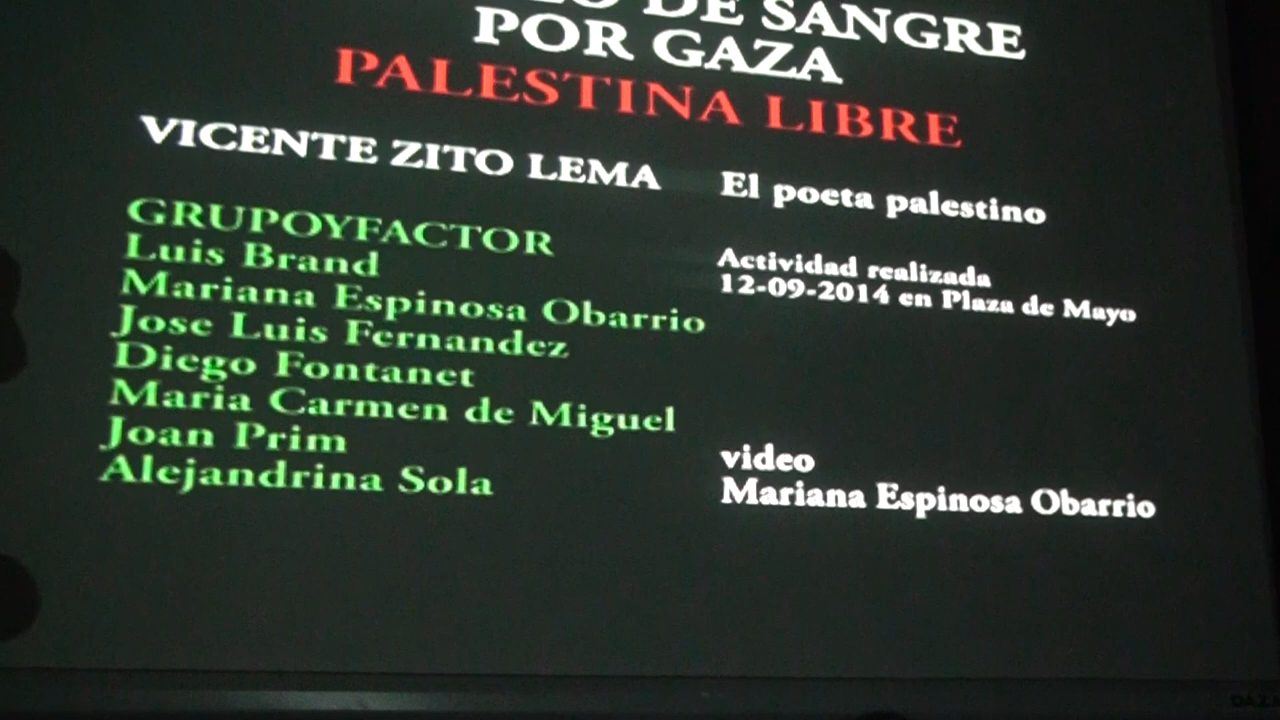 DE SANGRE
POR GAZA
PALESTINA LIBRE
VICENTE ZITO LEMA
El poeta palestino
GRUPOYFACTOR
Luis Brand
Mariana Espinosa Obarrio
Jose Luis Fernandez
Diego Fontanet
Maria Carmen de Miguel
Joan Prim
Alejandrina Sola
Actividad realizada
12-09-2014 en Plaza de Mayo
video
Mariana Espinosa Obarrio